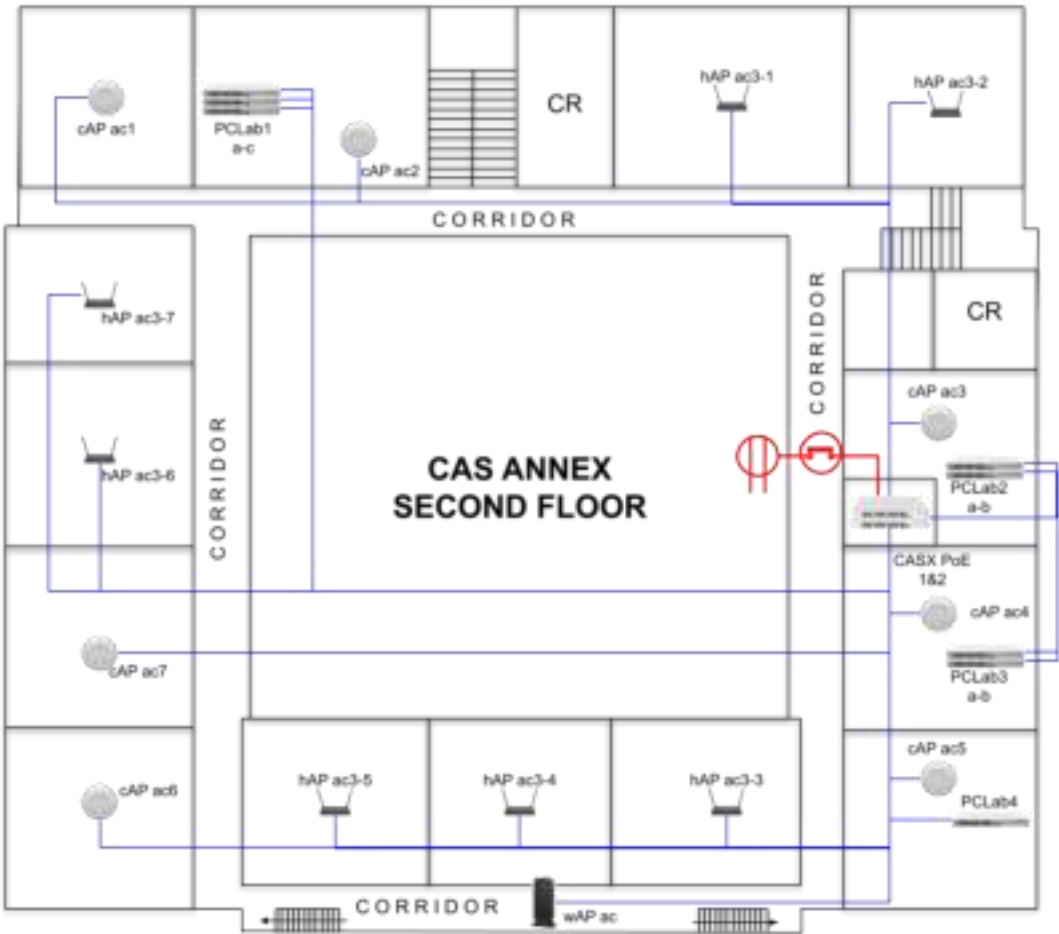 hAP ac3-1
hAP ac3-2
CR
cAP ac1
PCLab1
a-c
cAP ac2
CORRIDOR
hAP ac3-7
CR
CORRIDOR
cAP ac3
hAP ac3-6
CORRIDOR
CAS ANNEX
SECOND FLOOR
PCLab2
a-b
CASX PoE
1&2
cAP ac4
cAP ac7
PCLab3
a-b
cAP ac5
hAP ac3-5
hAP ac3-4
hAP ac3-3
cAP ac6
PCLab4
CORRIDOR
wAP ac